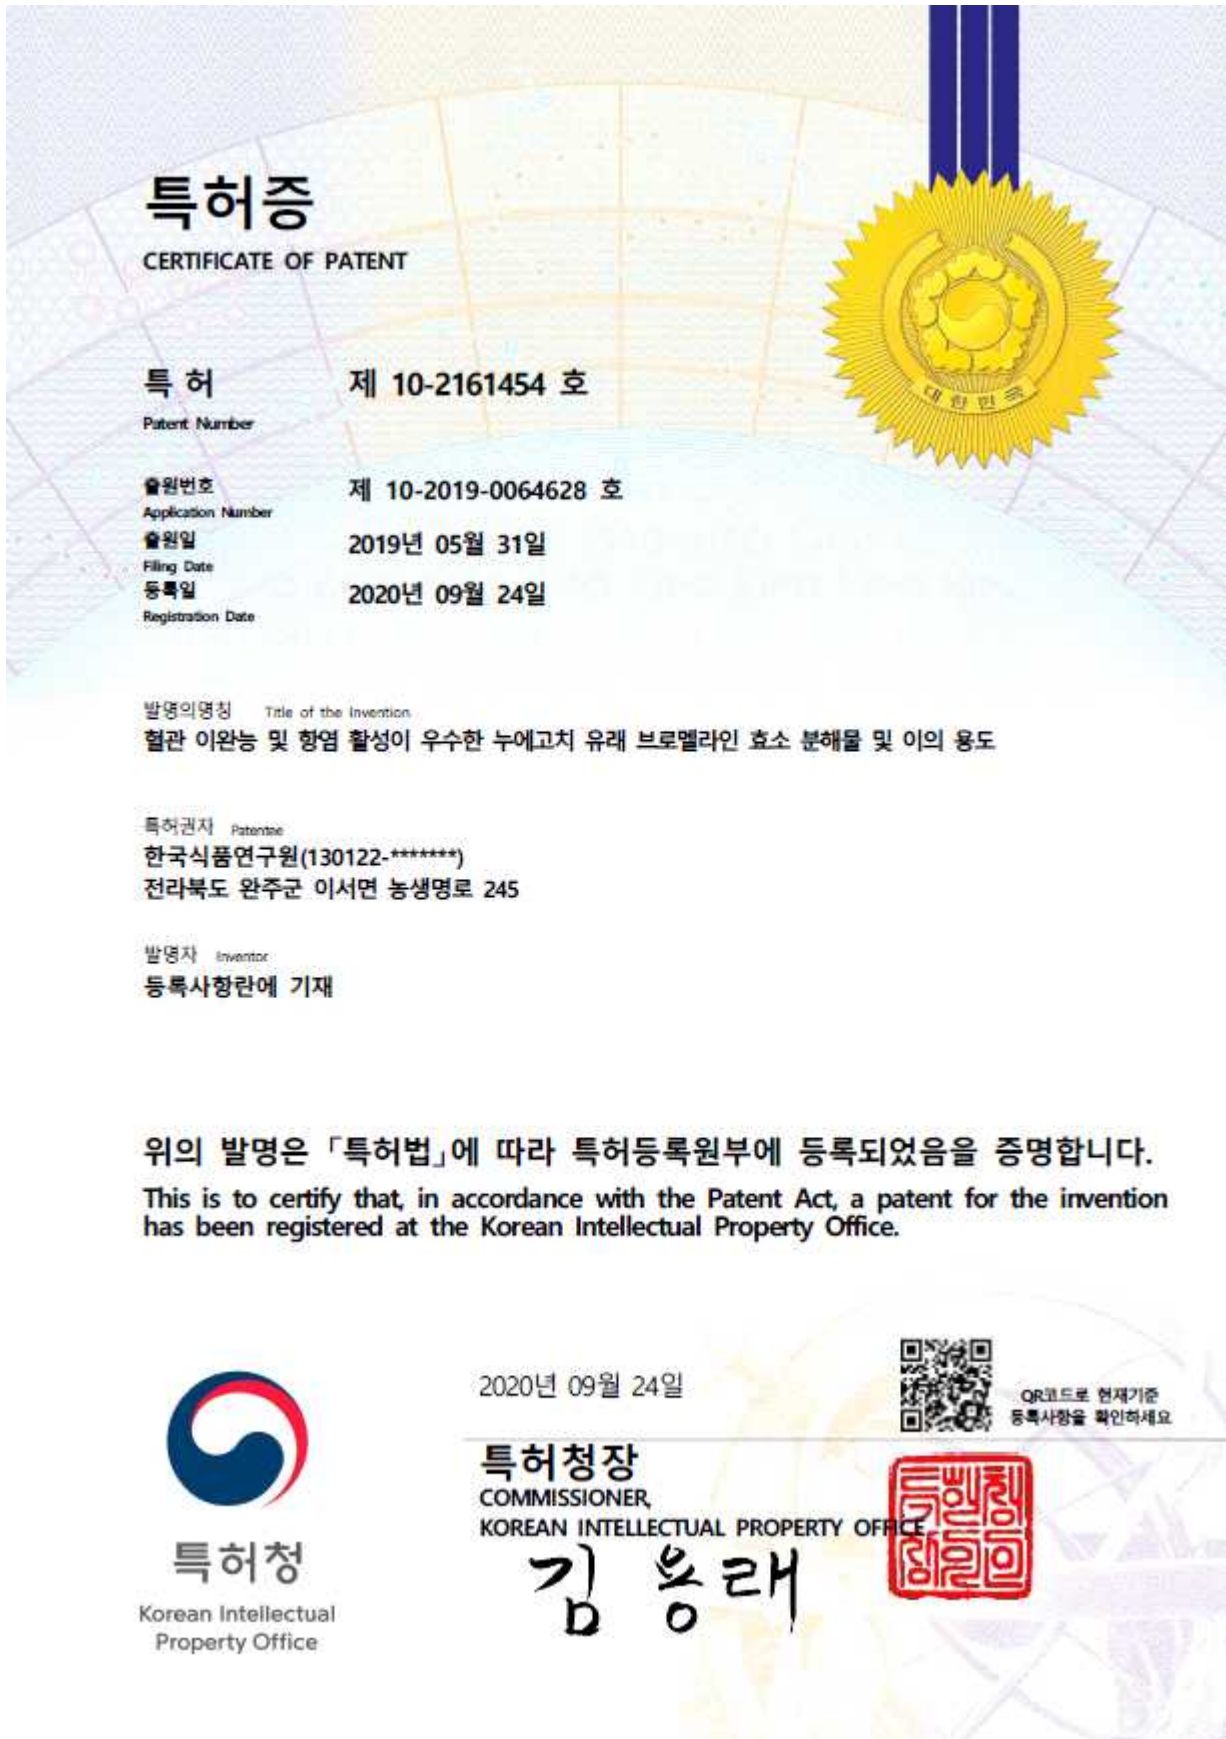 특허증
CERTIFICATE OF PATENT
대한민국
특 허 제 10-2161454 호
Patent Number
출원번호 제 10-2019-0064628 호
Application Number
출원일 2019년 05월 31일
Filing Date
등록일 2020년 09월 24일
Registration Date
발명의명칭 Title of the Invention
혈관 이완능 및 항염 활성이 우수한 누에고치 유래 브로멜라인 효소 분해물 및 이의 용도
특허권자 Patentee
한국식품연구원(130122-*******)
전라북도 완주군 이서면 농생명로 245
발명자 Inventor
등록사항란에 기재
위의 발명은 「특허법」에 따라 특허등록원부에 등록되었음을 증명합니다.
This is to certify that, in accordance with the Patent Act, a patent for the invention
has been registered at the Korean Intellectual Property Office.
2020년 09월 24일
QR코드로 현재기준
등록사항을 확인하세요
특허청장
COMMISSIONER,
KOREAN INTELLECTUAL PROPERTY OFFICE
김용래
특허청
Korean Intellectual
Property Office